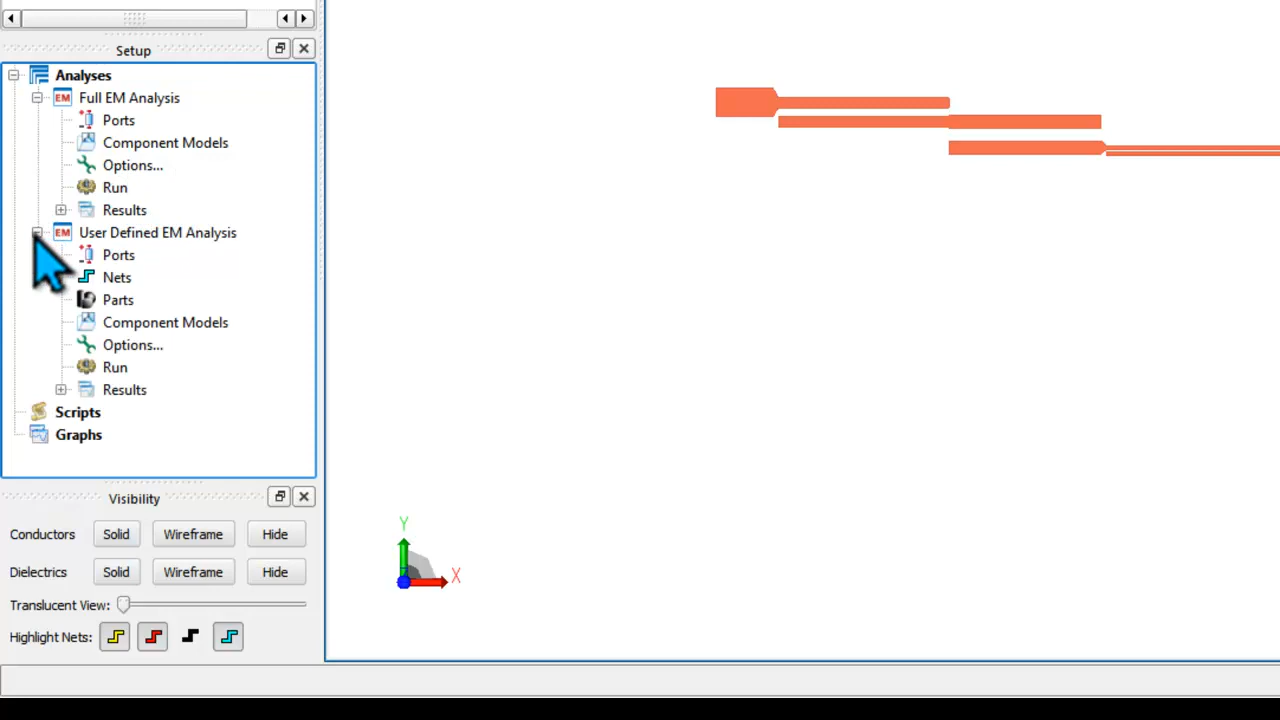 Setup
Analyses
EM Full EM Analysis
Ports
Component Models
Options...
Run
Results
EM User Defined EM Analysis
Ports
Nets
Parts
Component Models
Options...
Run
Results
Scripts
Graphs
Visibility
Conductors Solid Wireframe Hide
Dielectrics Solid Wireframe Hide
Translucent View:
Highlight Nets:
Y
X